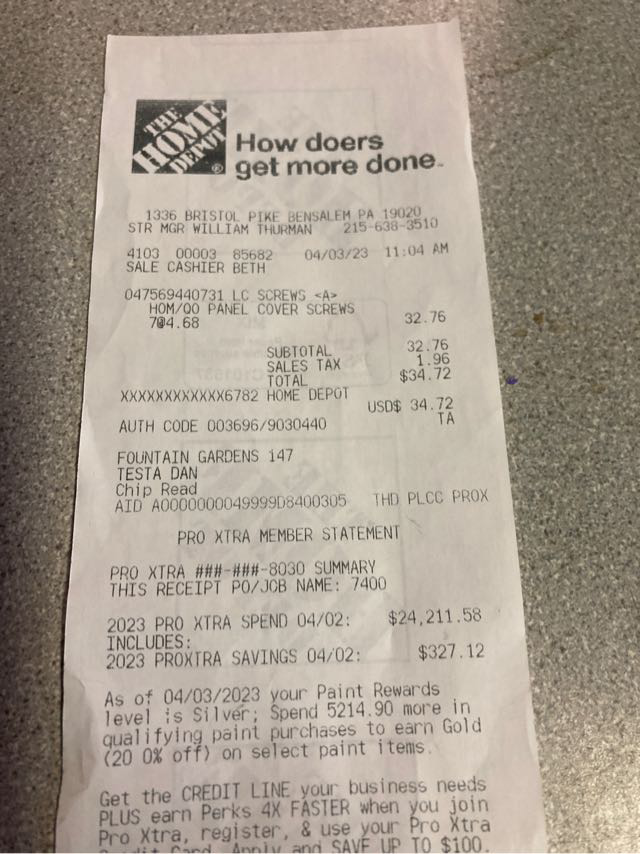 THE
HOME
DEPOT
How doers
get more done.
1336 BRISTOL PIKE BENSALEM PA 19020
STR MGR WILLIAM THURMAN 215-638-3510
4103 00003 85682 04/03/23 11:04 AM
SALE CASHIER BETH
047569440731 LC SCREWS <A>
HOM/QO PANEL COVER SCREWS
7@4.68 32.76
SUBTOTAL 32.76
SALES TAX 1.96
TOTAL $34.72
XXXXXXXXXXXX6782 HOME DEPOT
USD$ 34.72
AUTH CODE 003696/9030440 TA
FOUNTAIN GARDENS 147
TESTA DAN
Chip Read
AID A0000000049999D8400305 THD PLCC PROX
PRO XTRA MEMBER STATEMENT
PRO XTRA ###-###-8030 SUMMARY
THIS RECEIPT PO/JOB NAME: 7400
2023 PRO XTRA SPEND 04/02: $24,211.58
INCLUDES:
2023 PROXTRA SAVINGS 04/02: $327.12
As of 04/03/2023 your Paint Rewards
level is Silver; Spend 5214.90 more in
qualifying paint purchases to earn Gold
(20 0% off) on select paint items.
Get the CREDIT LINE your business needs
PLUS earn Perks 4X FASTER when you join
Pro Xtra, register, & use your Pro Xtra
Credit Card. Apply and SAVE UP TO $100.